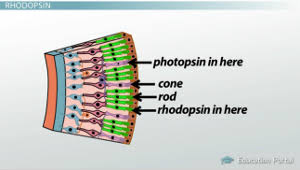 RHODOPSIN
photopsin in here
cone
rod
rhodopsin in here
Education Portal